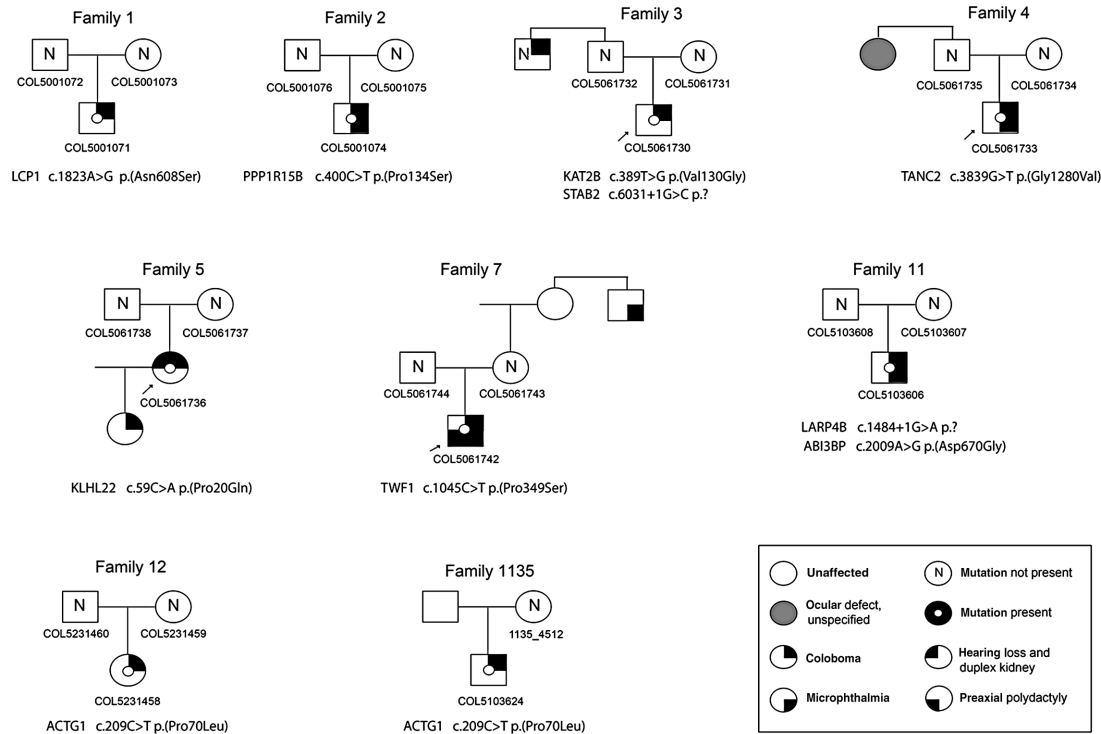 Family 1
N
N
COL5001072
COL5001073
COL5001071
LCP1 c.1823A>G p.(Asn608Ser)
Family 2
N
N
COL5001076
COL5001075
COL5001074
PPP1R15B c.400C>T p.(Pro134Ser)
Family 3
N
N
N
COL5061732
COL5061731
COL5061730
KAT2B c.389T>G p.(Val130Gly)
STAB2 c.6031+1G>C p.?
Family 4
N
N
COL5061735
COL5061734
COL5061733
TANC2 c.3839G>T p.(Gly1280Val)
Family 5
N
N
COL5061738
COL5061737
COL5061736
KLHL22 c.59C>A p.(Pro20Gln)
Family 7
N
N
COL5061744
COL5061743
COL5061742
TWF1 c.1045C>T p.(Pro349Ser)
Family 11
N
N
COL5103608
COL5103607
COL5103606
LARP4B c.1484+1G>A p.?
ABI3BP c.2009A>G p.(Asp670Gly)
Family 12
N
N
COL5231460
COL5231459
COL5231458
ACTG1 c.209C>T p.(Pro70Leu)
Family 1135
N
1135_4512
COL5103624
ACTG1 c.209C>T p.(Pro70Leu)
Unaffected
N
Mutation not present
Ocular defect,
unspecified
Mutation present
Coloboma
Hearing loss and
duplex kidney
Microphthalmia
Preaxial polydactyly